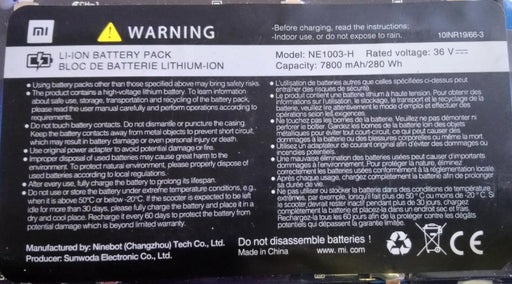 mi
WARNING
-Before charging, read the instructions.
-Indoor use, or do not expose to rain.
10INR19/66-3
LI-ION BATTERY PACK
BLOC DE BATTERIE LITHIUM-ION
Model: NE1003-H Rated voltage: 36 V
Capacity: 7800 mAh/280 Wh
• Using battery packs other than those specified above may bring safety risks.
• The product contains a high-voltage lithium battery. To learn information
about safe use, storage, transportation and recycling of the battery pack,
please read the user manual carefully and perform operations according to
requirements.
• Do not touch battery contacts. Do not dismantle or puncture the casing.
Keep the battery contacts away from metal objects to prevent short circuit
which may result in battery damage or even personal injury or death.
• Use original power adapter to avoid potential damage or fire.
• Improper disposal of used batteries may cause great harm to the
environment. To protect natural environment, please properly dispose of
used batteries according to local regulations.
• After every use, fully charge the battery to prolong its lifespan.
• Do not use or store the battery under extreme temperature conditions, e.g.,
when it is above 50°C or below -20°C. If the scooter is expected to be left
idle for more than 30 days, please fully charge the battery and place it in a
dry and cool place. Recharge it every 60 days to protect the battery from
potential damage which is beyond limited warranty.
• L'utilisation de batteries autres que celles spécifiées ci-dessus peut
entraîner des risques de sécurité.
• Le produit contient une batterie lithium à haute tension. Pour obtenir des
informations sur l'utilisation, le stockage, le transport et le recyclage de la
batterie, veuillez lire attentivement le mode d'emploi et effectuer des
opérations selon les exigences.
• Ne touchez pas les bornes de la batterie. Veuillez ne pas démonter ni
perforer le boîtier. Gardez les bornes de la batterie loin des objets
métalliques pour éviter tout court-circuit, ce qui peut causer des
dommages à la batterie ou des blessures corporelles ou même la mort.
• Utilisez un adaptateur de courant original afin d'éviter des dommages ou
incendies potentiels.
• Une mauvaise élimination des batteries usées peut causer d'importants
dommages à l'environnement. Pour protéger la nature, éliminez
correctement les batteries usées conformément à la réglementation locale.
• Après chaque usage, chargez complètement la batterie afin de prolonger
sa durée de vie.
• Ne pas utiliser ou stocker la batterie dans des conditions de température
extrêmes, par exemple, lorsqu'il fait plus de 50 °C ou moins de -20 °C. Si
le scooter devrait rester inactif pendant plus de 30 jours, chargez
complètement la batterie et placez-la dans un endroit sec et frais.
Rechargez-la tous les 60 jours afin de la protéger contre les dégâts
potentiels qui dépassent la garantie limitée.
Manufactured by: Ninebot (Changzhou) Tech Co., Ltd.
Produced by: Sunwoda Electronic Co., Ltd.
Do not disassemble batteries !
Made in China www.mi.com
CE